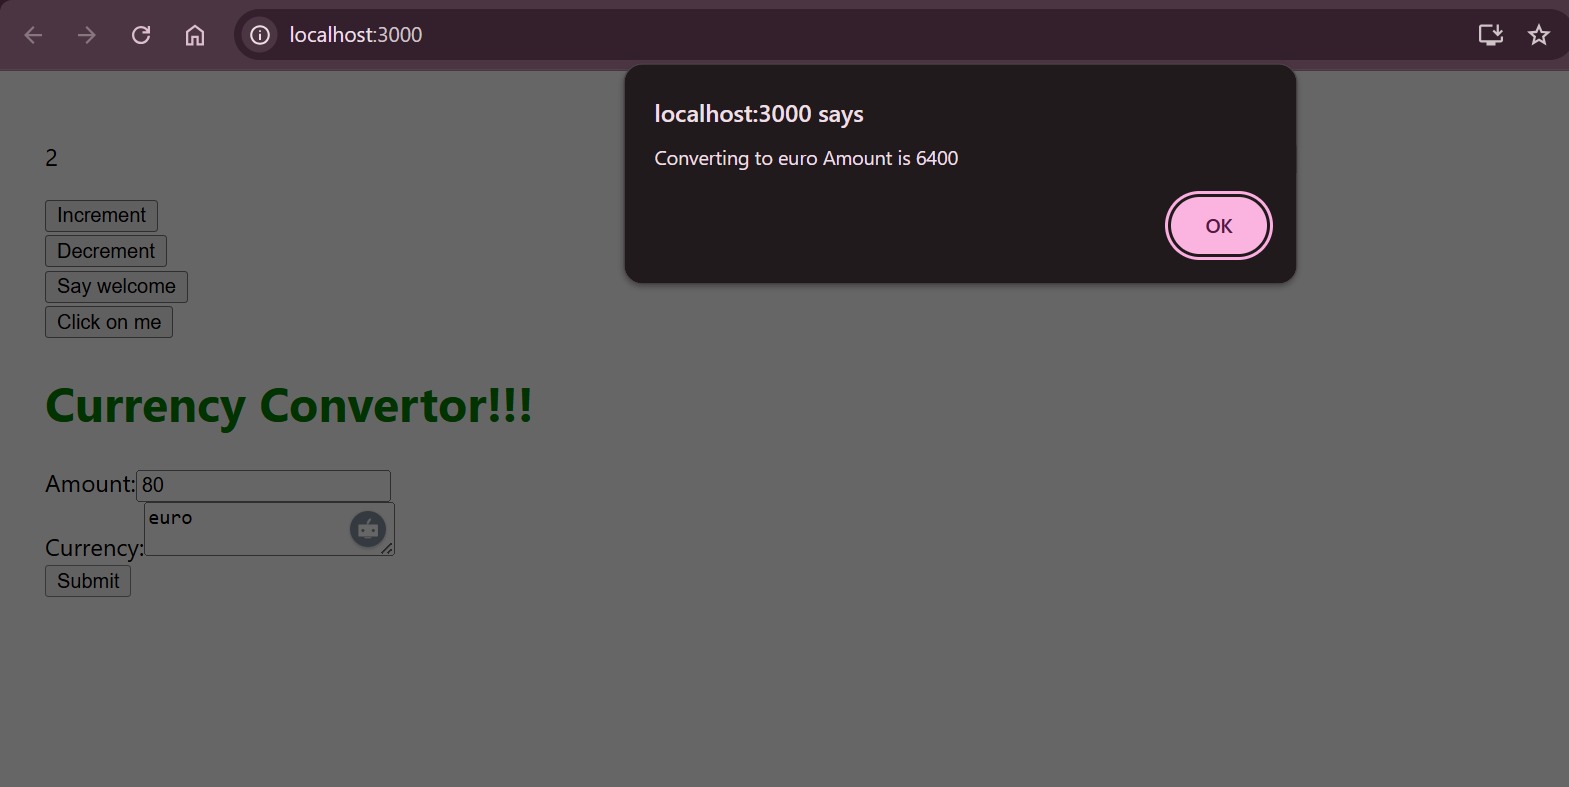 localhost:3000
localhost:3000 says
Converting to euro Amount is 6400
OK
2
Increment
Decrement
Say welcome
Click on me
Currency Convertor!!!
Amount: 80
Currency: euro
Submit